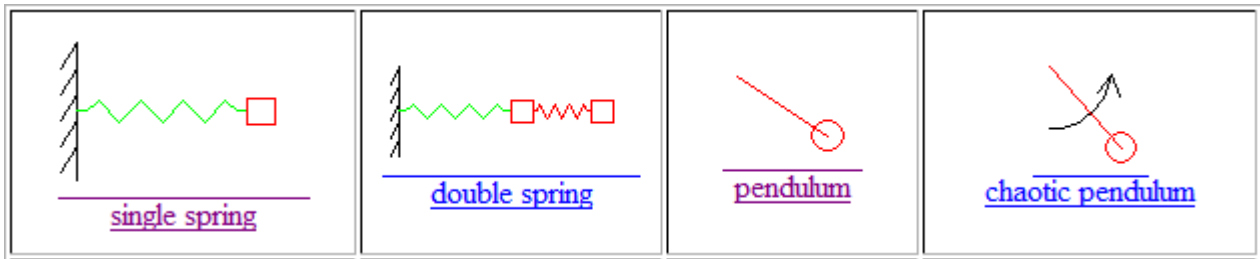 single spring
double spring
pendulum
chaotic pendulum